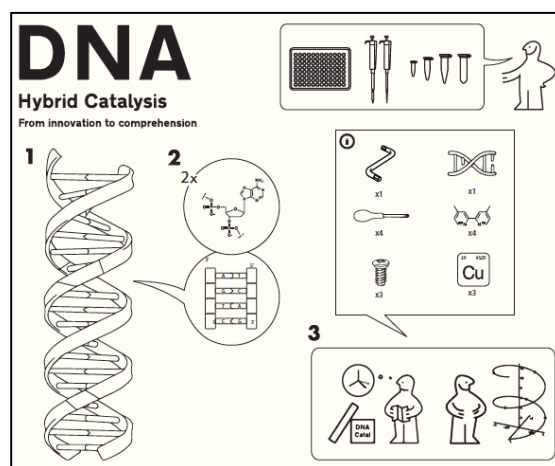 DNA
Hybrid Catalysis
From innovation to comprehension
1
2
2x
x1
x1
x4
x4
Cu
x3
x3
3
DNA
Catal